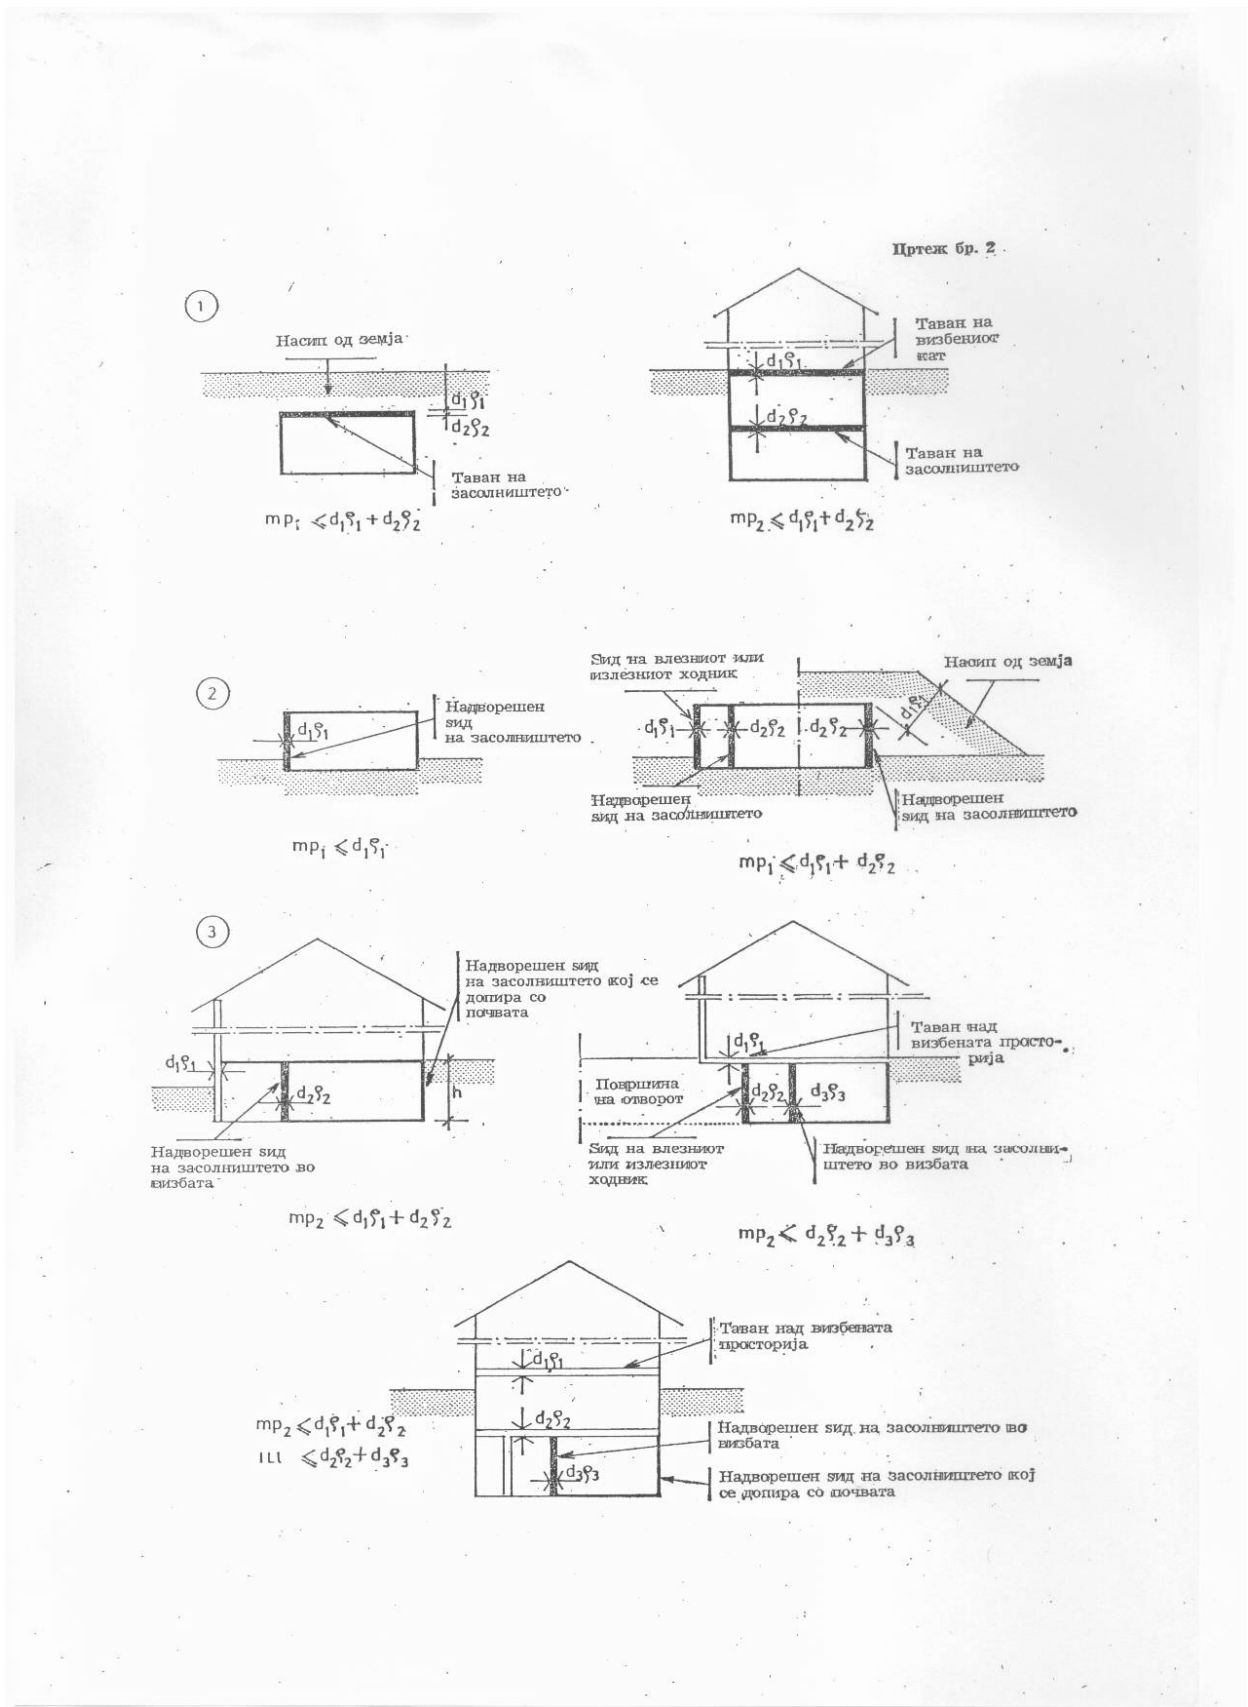 Цртеж бр. 2
1
Насип од земја
d₁ρ₁
d₂ρ₂
Таван на
засолништето
mp₁ ⩽ d₁ρ₁ + d₂ρ₂
Таван на
визбениот
кат
d₁ρ₁
d₂ρ₂
Таван на
засолништето
mp₂ ⩽ d₁ρ₁ + d₂ρ₂
2
Надворешен
ѕид
на засолништето
d₁ρ₁
mp₁ ⩽ d₁ρ₁
Ѕид на влезниот или
излезниот ходник
Насип од земја
d₁ρ₁
d₁ρ₁
d₂ρ₂
d₂ρ₂
Надворешен
ѕид на засолништето
Надворешен
ѕид на засолништето
mp₁ ⩽ d₁ρ₁ + d₂ρ₂
3
Надворешен ѕид
на засолништето кој се
допира со
почвата
d₁ρ₁
d₂ρ₂
h
Надворешен ѕид
на засолништето во
визбата
mp₂ ⩽ d₁ρ₁ + d₂ρ₂
Таван над
визбената просто-
рија
d₁ρ₁
Површина
на отворот
d₂ρ₂
d₃ρ₃
Ѕид на влезниот
или излезниот
ходник
Надворешен ѕид на засолни-
штето во визбата
mp₂ ⩽ d₂ρ₂ + d₃ρ₃
Таван над визбената
просторија
d₁ρ₁
d₂ρ₂
mp₂ ⩽ d₁ρ₁ + d₂ρ₂
ILI ⩽ d₂ρ₂ + d₃ρ₃
Надворешен ѕид на засолништето во
визбата
d₃ρ₃
Надворешен ѕид на засолништето кој
се допира со почвата